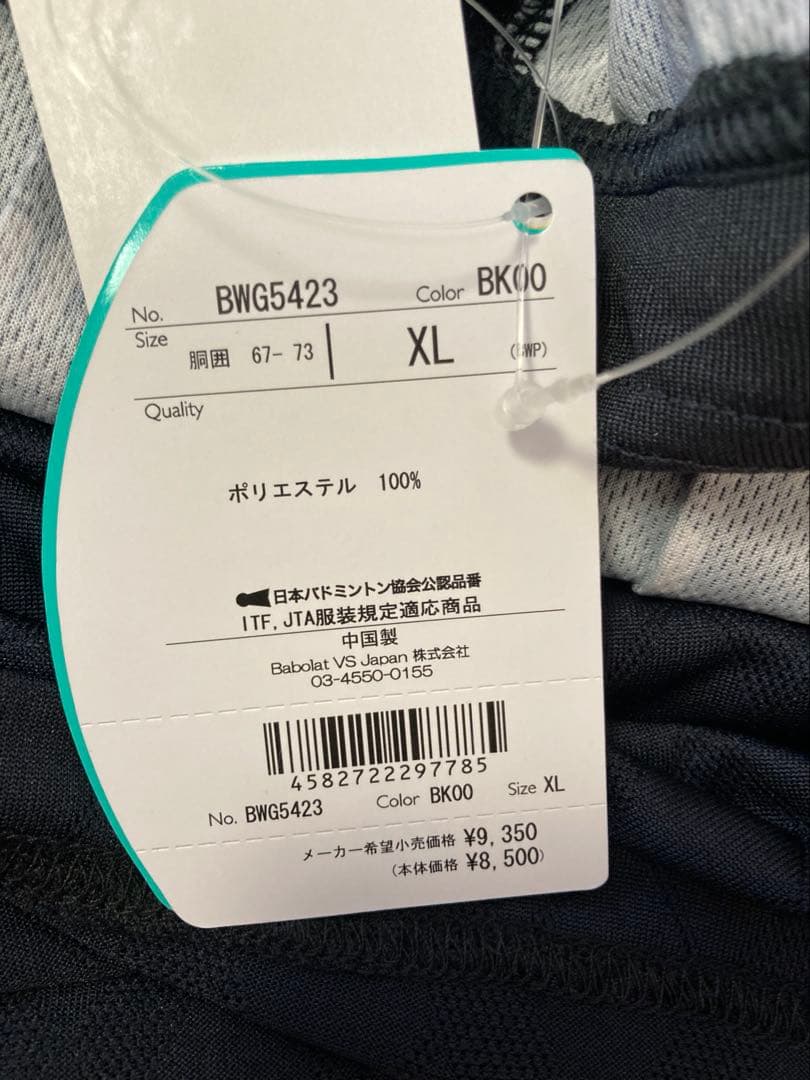 No. BWG5423 Color BK00
Size 胴囲 67- 73 XL
Quality
ポリエステル 100%
日本バドミントン協会公認品番
ITF, JTA服装規定適応商品
中国製
Babolat VS Japan 株式会社
03-4550-0155
4582722297785
No. BWG5423 Color BK00 Size XL
メーカー希望小売価格 ¥9, 350
(本体価格 ¥8, 500)